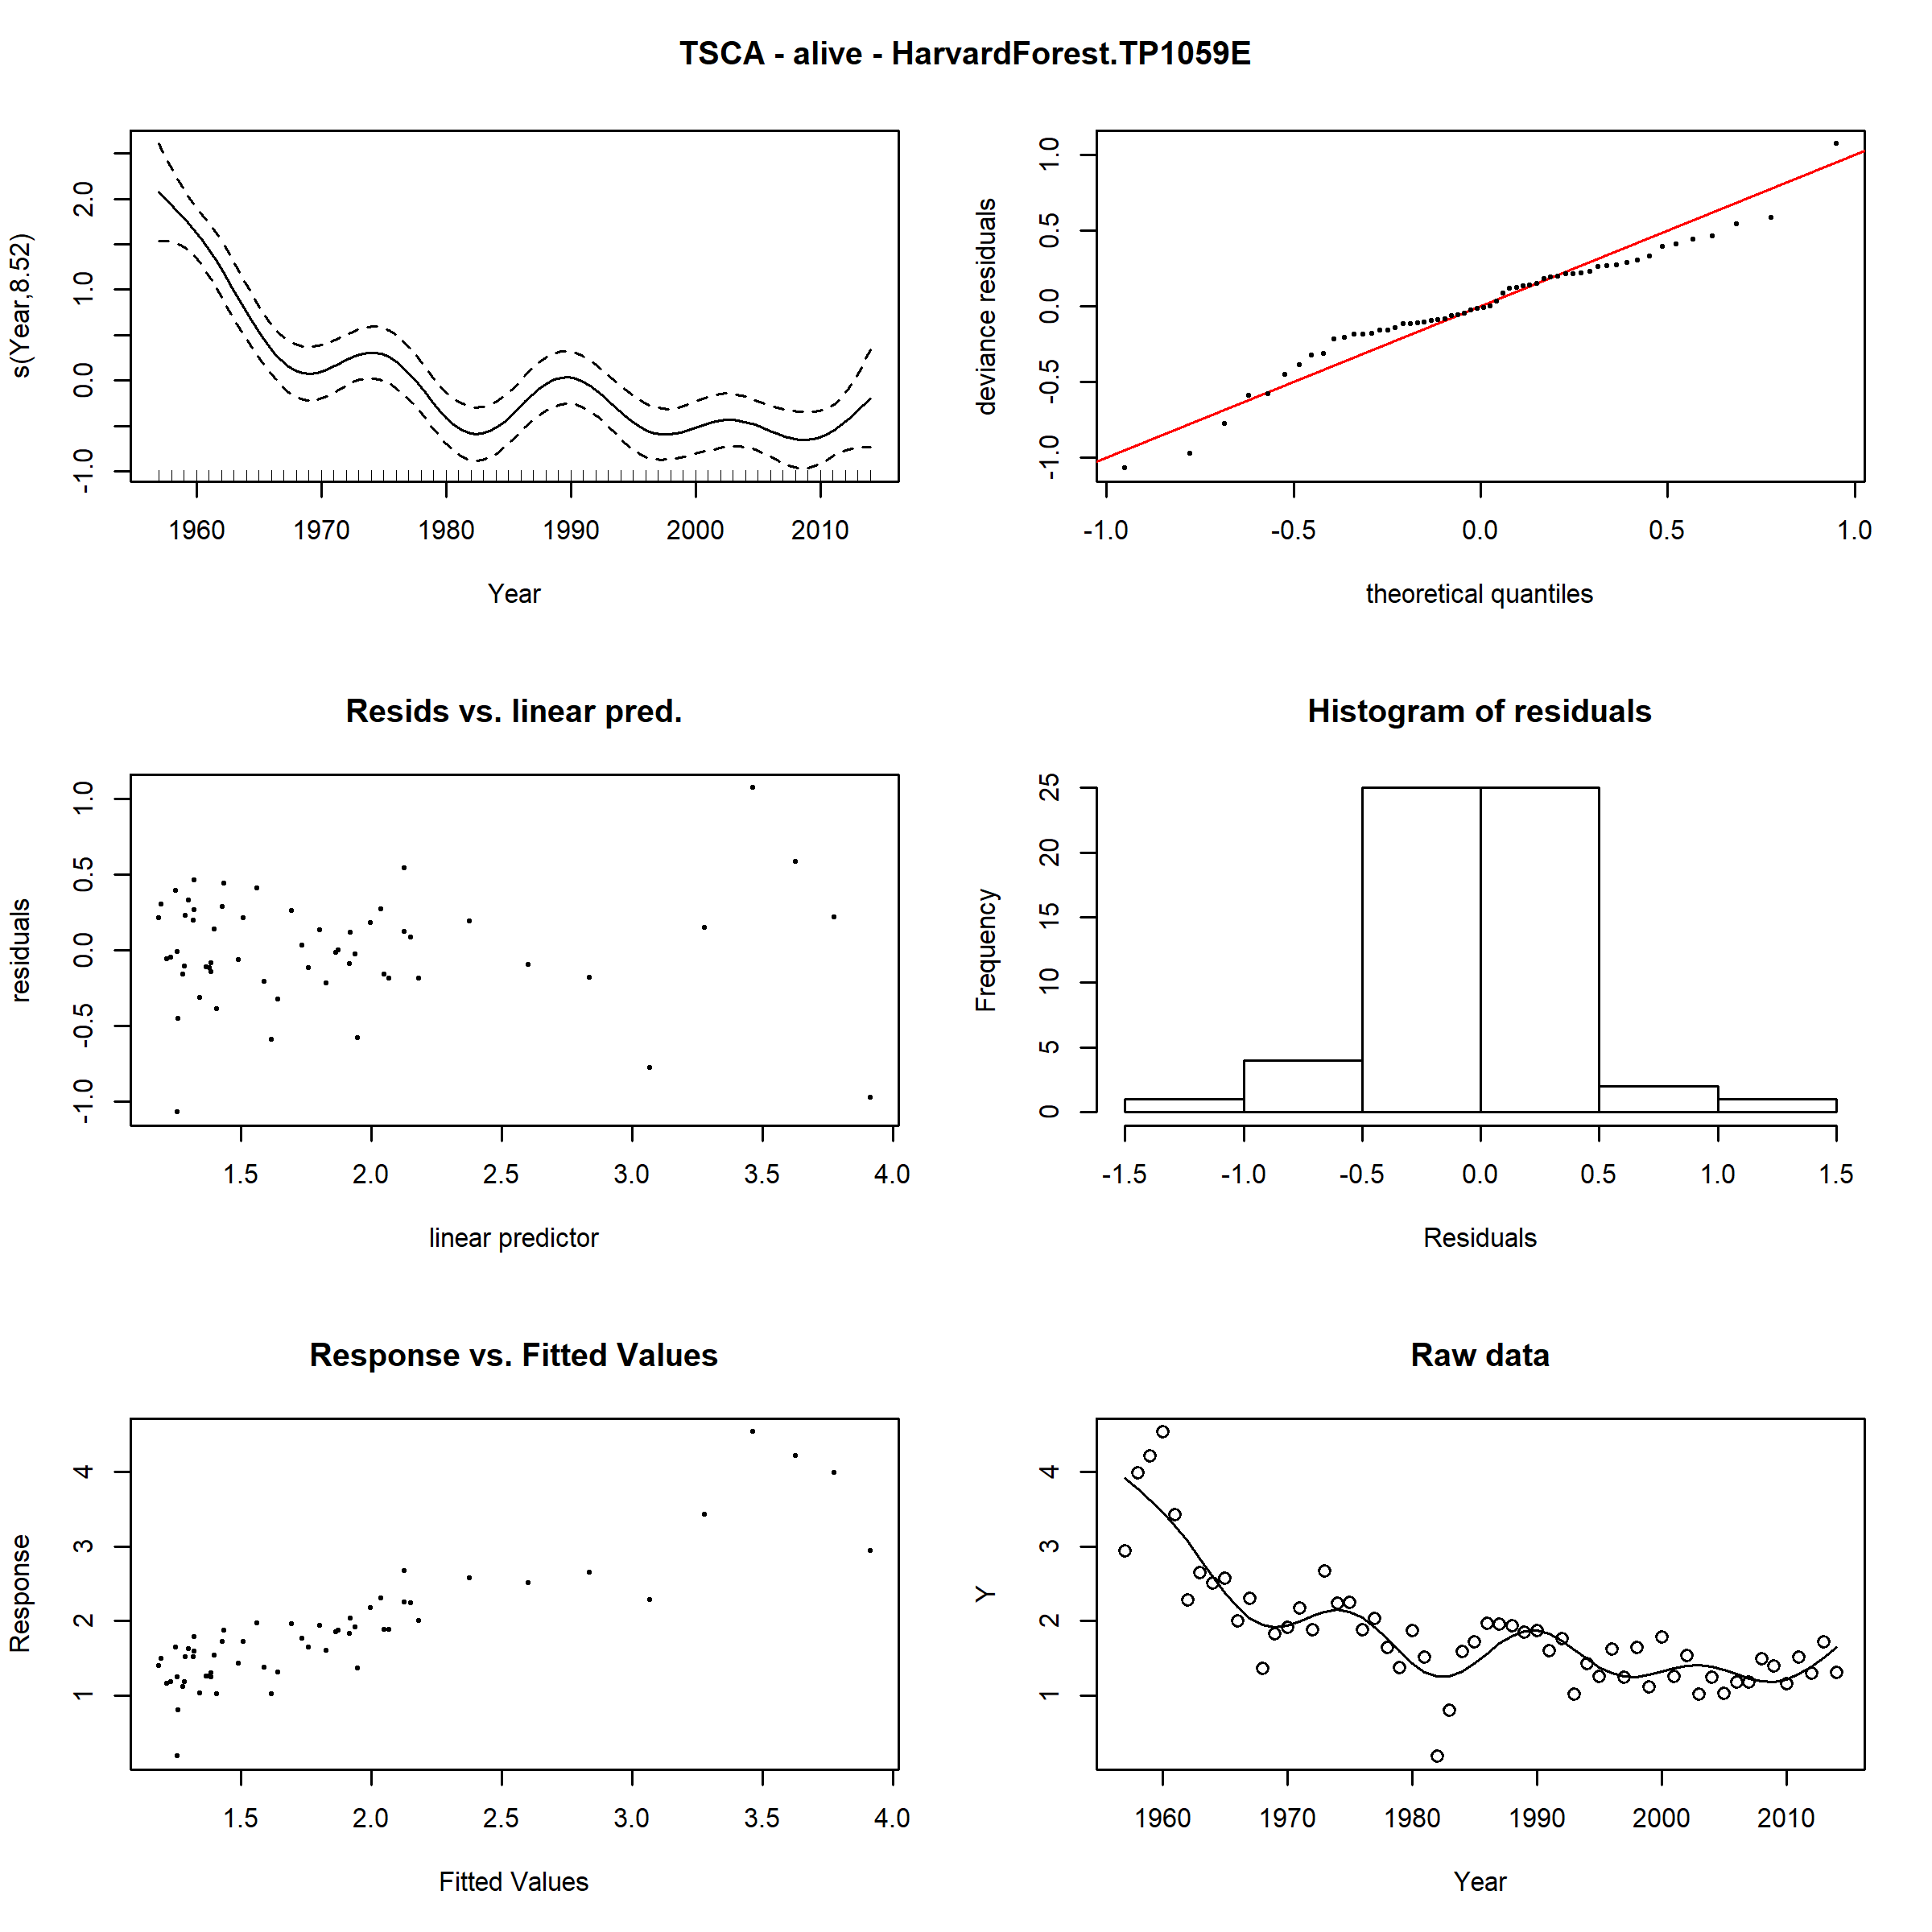 TSCA - alive - HarvardForest.TP1059E
s(Year,8.52)
-1.0 0.0 1.0 2.0
1960 1970 1980 1990 2000 2010
Year
deviance residuals
-1.0 -0.5 0.0 0.5 1.0
-1.0 -0.5 0.0 0.5 1.0
theoretical quantiles
Resids vs. linear pred.
residuals
-1.0 -0.5 0.0 0.5 1.0
1.5 2.0 2.5 3.0 3.5 4.0
linear predictor
Histogram of residuals
Frequency
0 5 10 15 20 25
-1.5 -1.0 -0.5 0.0 0.5 1.0 1.5
Residuals
Response vs. Fitted Values
Response
1 2 3 4
1.5 2.0 2.5 3.0 3.5 4.0
Fitted Values
Raw data
Y
1 2 3 4
1960 1970 1980 1990 2000 2010
Year